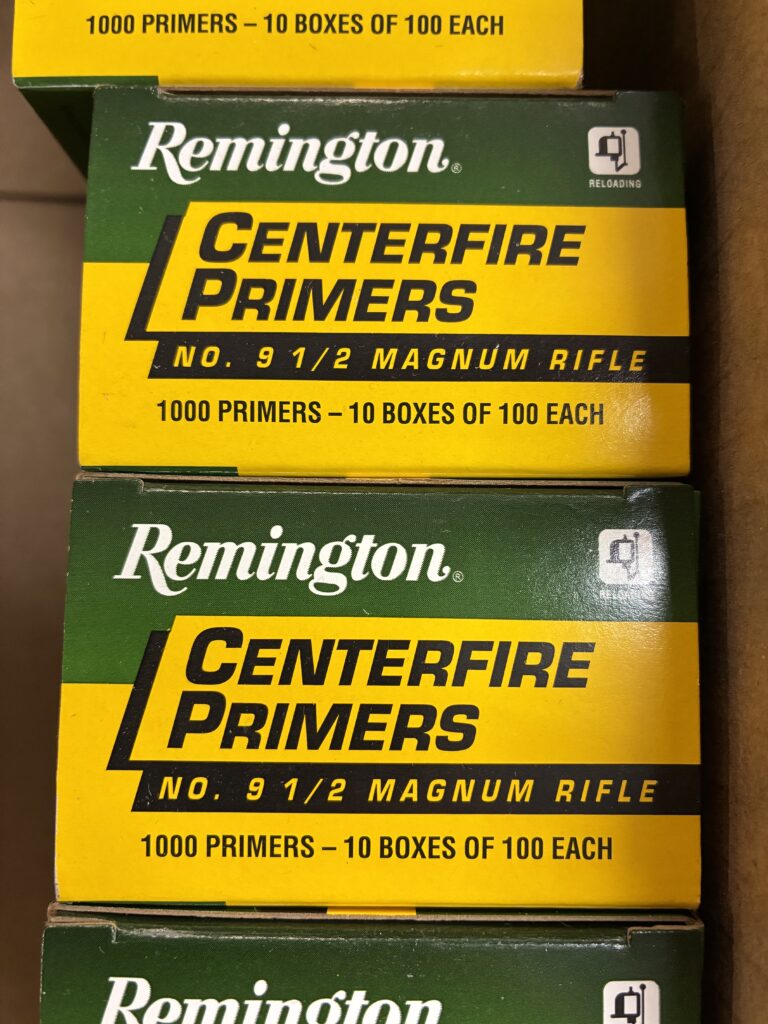 1000 PRIMERS – 10 BOXES OF 100 EACH
Remington®
RELOADING
CENTERFIRE
PRIMERS
NO. 9 1/2 MAGNUM RIFLE
1000 PRIMERS – 10 BOXES OF 100 EACH
Remington®
RELOADING
CENTERFIRE
PRIMERS
NO. 9 1/2 MAGNUM RIFLE
1000 PRIMERS – 10 BOXES OF 100 EACH
Remington